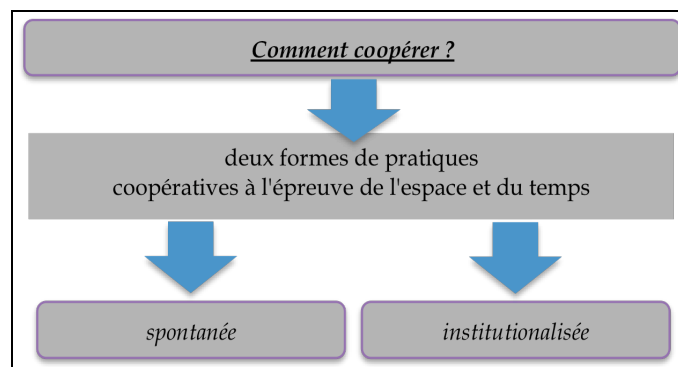 Comment coopérer ?
deux formes de pratiques
coopératives à l'épreuve de l'espace et du temps
spontanée
institutionalisée